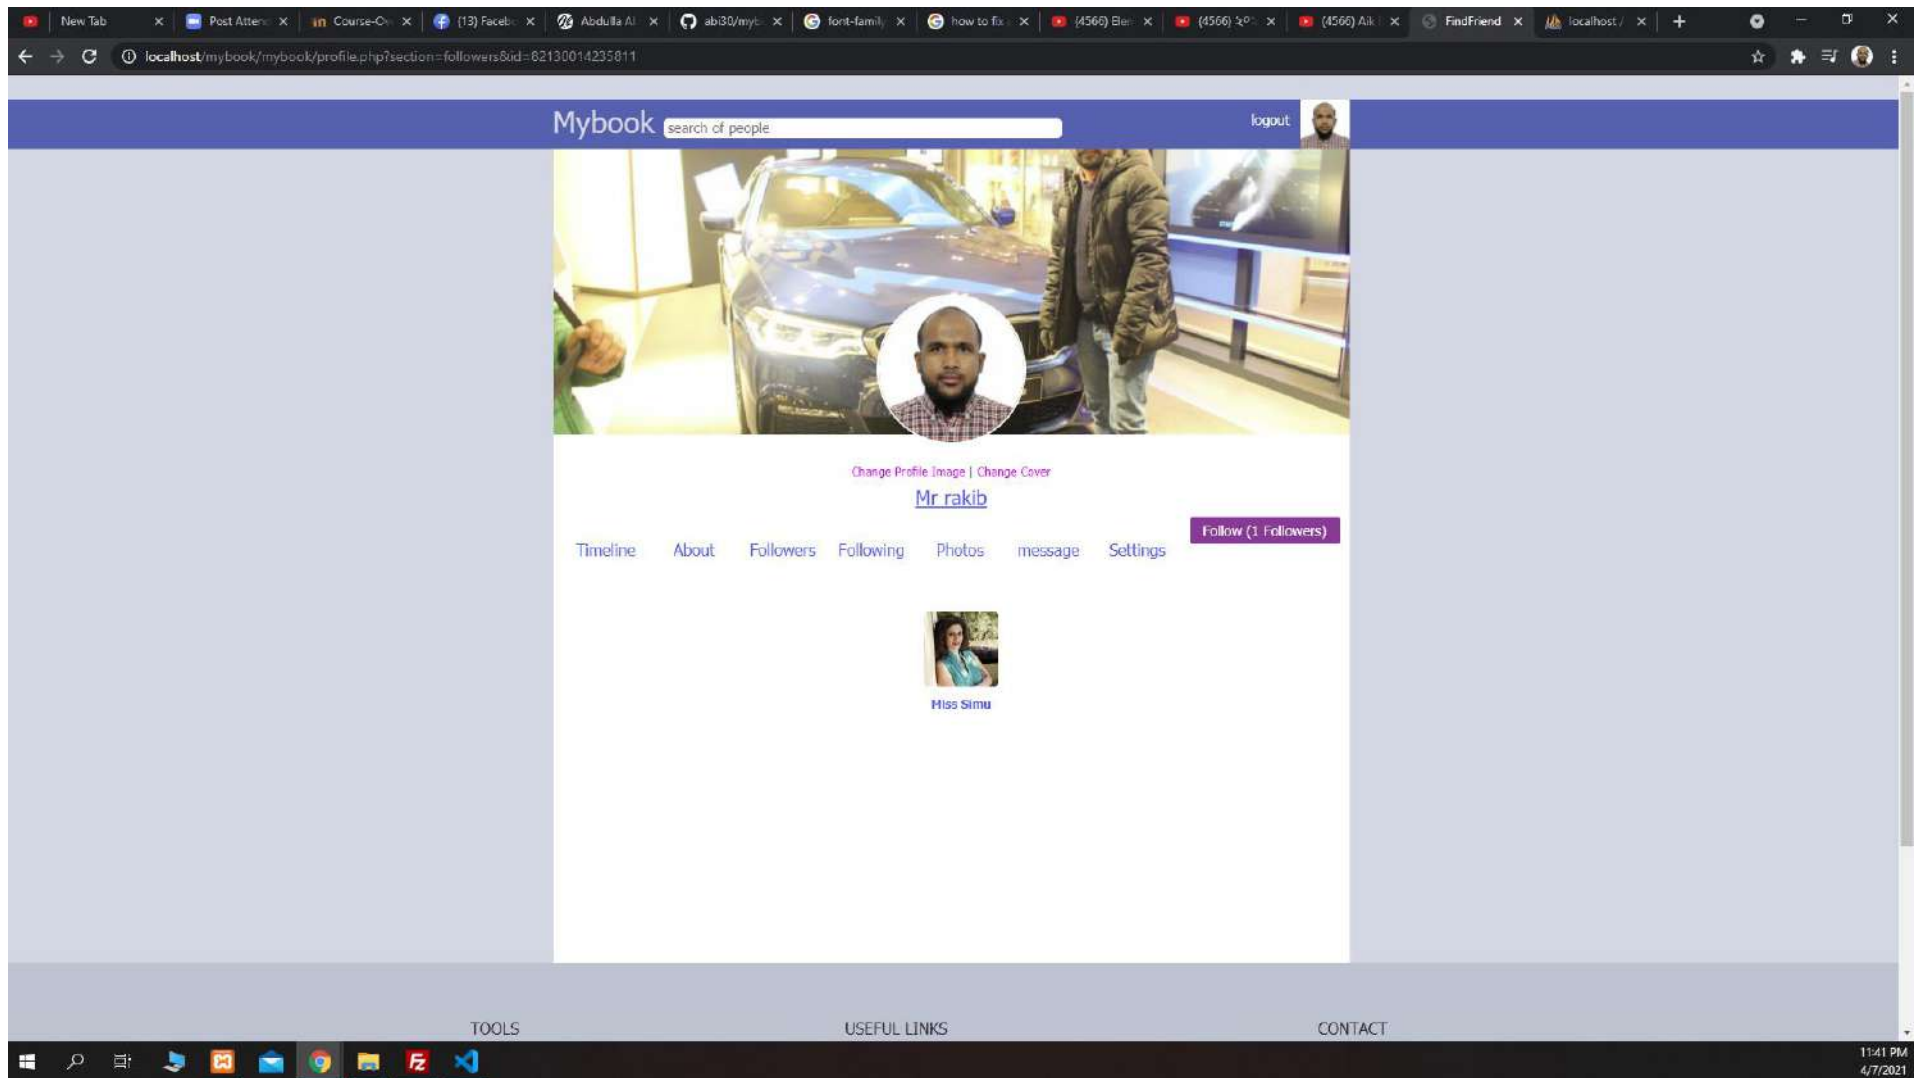 New Tab
Post Atten
Course-Ov
(13) Facebo
Abdulla Al
abi30/myb
font-family
how to fix
(4566) Elen
(4566)
(4566) Aik
FindFriend
localhost /
localhost/mybook/mybook/profile.php?section=followers&id=82130014235811
Mybook
search of people
logout
Change Profile Image | Change Cover
Mr rakib
Follow (1 Followers)
Timeline About Followers Following Photos message Settings
Miss Simu
TOOLS USEFUL LINKS CONTACT
11:41 PM
4/7/2021